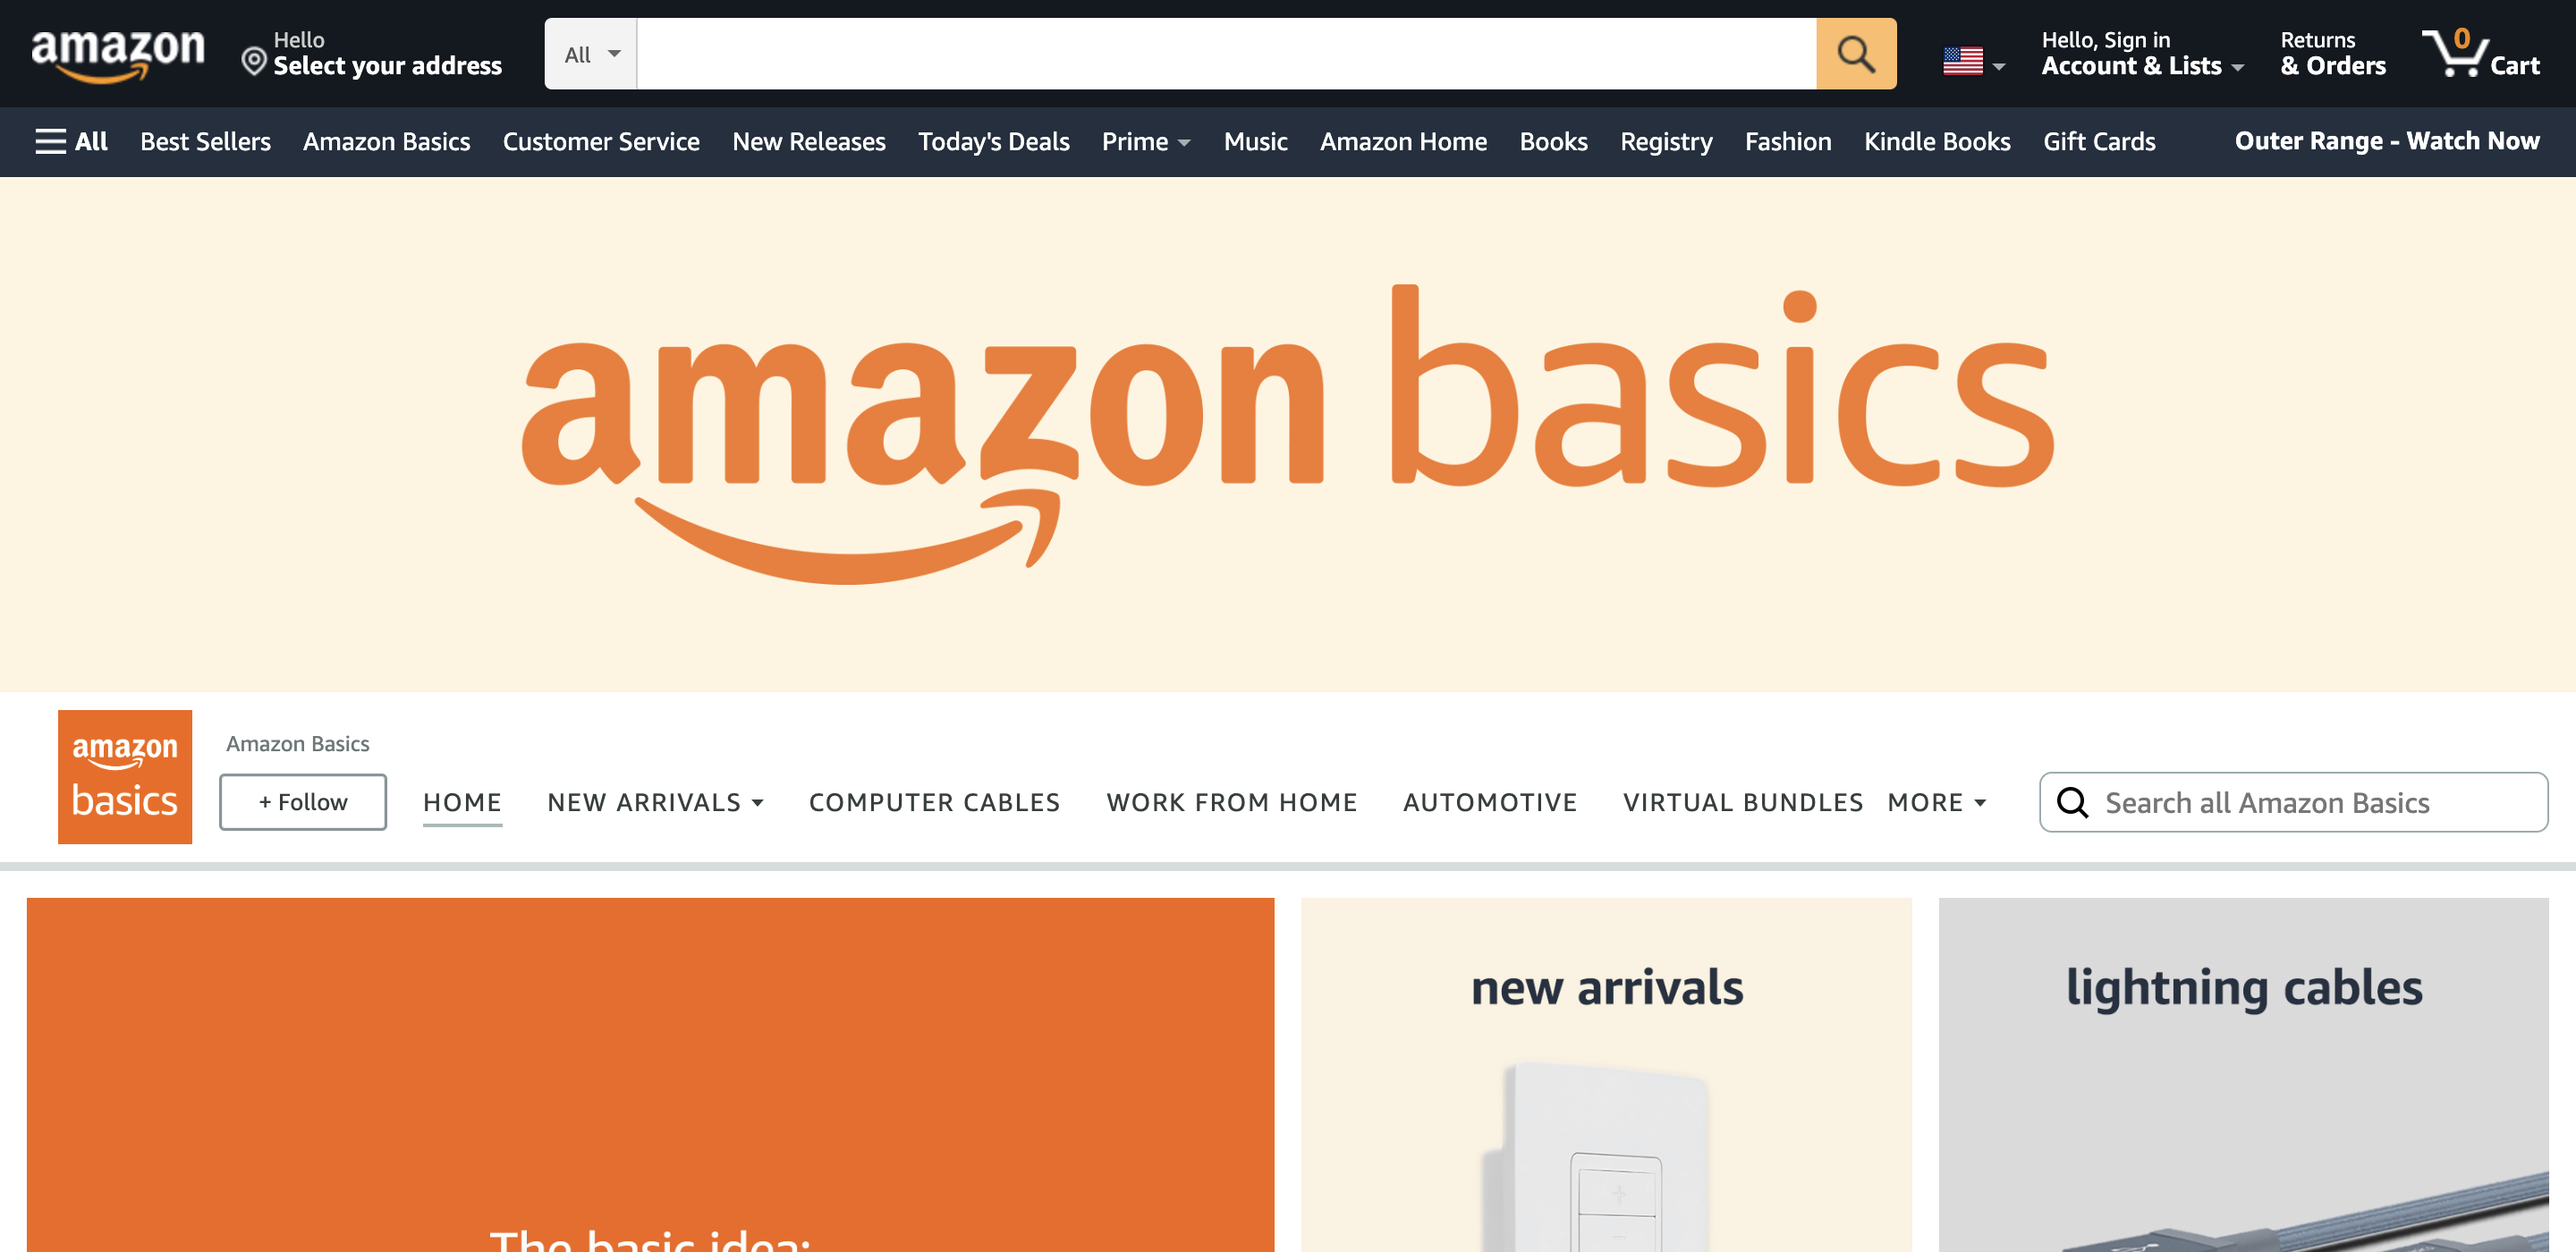 amazon
Hello
Select your address
All
Hello, Sign in
Account & Lists
Returns
& Orders
0
Cart
All Best Sellers Amazon Basics Customer Service New Releases Today's Deals Prime Music Amazon Home Books Registry Fashion Kindle Books Gift Cards Outer Range - Watch Now
amazon basics
amazon
basics
Amazon Basics
+ Follow
HOME NEW ARRIVALS COMPUTER CABLES WORK FROM HOME AUTOMOTIVE VIRTUAL BUNDLES MORE
Search all Amazon Basics
The basic idea:
new arrivals
lightning cables